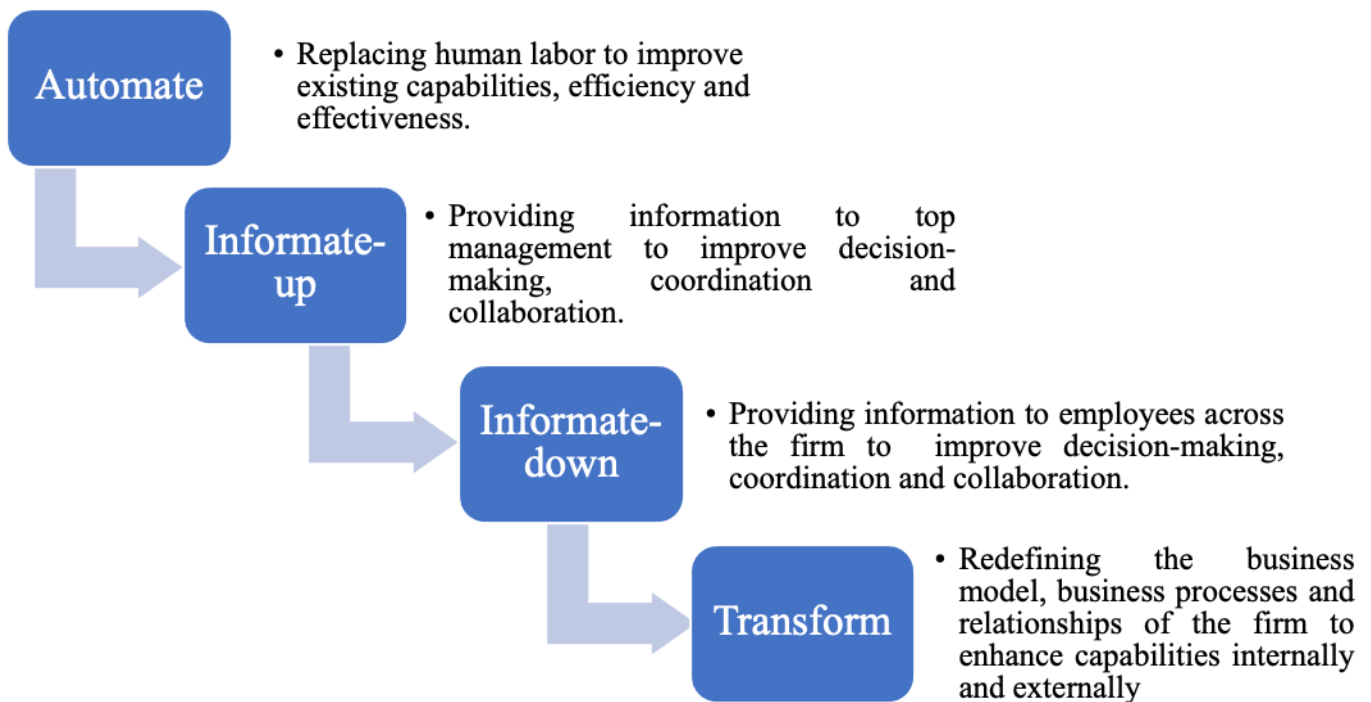 Automate
• Replacing human labor to improve
existing capabilities, efficiency and
effectiveness.
Informate-
up
• Providing information to top
management to improve decision-
making, coordination and
collaboration.
Informate-
down
• Providing information to employees across
the firm to improve decision-making,
coordination and collaboration.
Transform
• Redefining the business
model, business processes and
relationships of the firm to
enhance capabilities internally
and externally